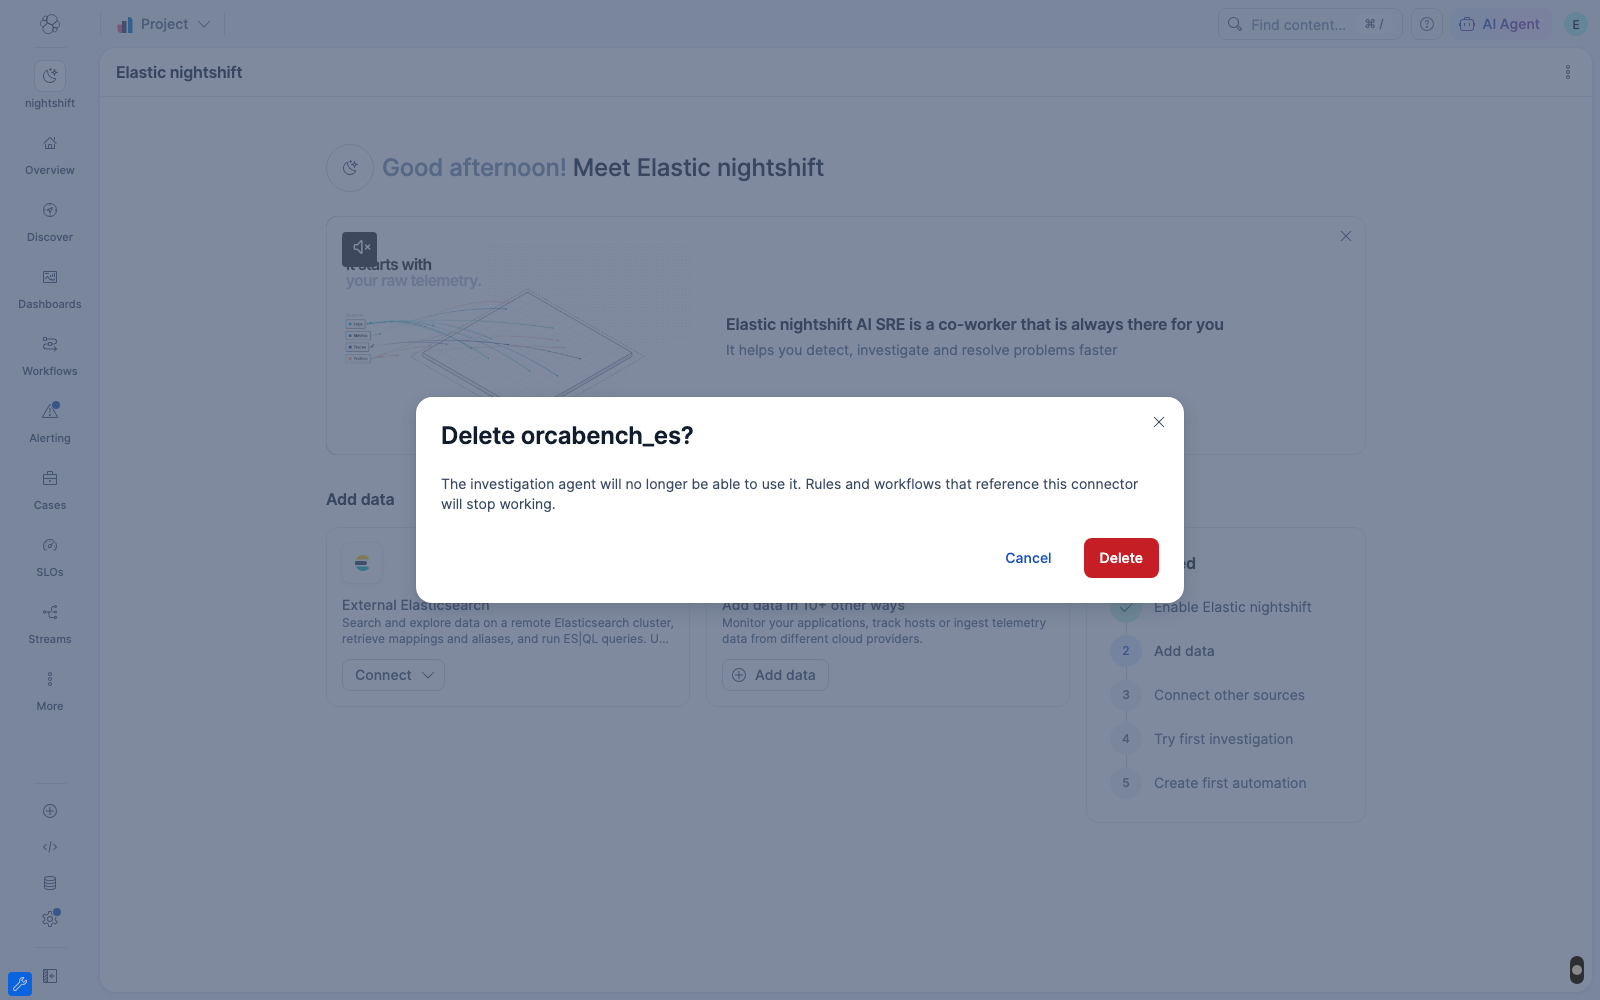 Project
Find content...
⌘ /
AI Agent
E
nightshift
Overview
Discover
Dashboards
Workflows
Alerting
Cases
SLOs
Streams
More
Elastic nightshift
Good afternoon! Meet Elastic nightshift
It starts with
your raw telemetry.
Elastic nightshift AI SRE is a co-worker that is always there for you
It helps you detect, investigate and resolve problems faster
Delete orcabench_es?
The investigation agent will no longer be able to use it. Rules and workflows that reference this connector
will stop working.
Cancel
Delete
Add data
External Elasticsearch
Search and explore data on a remote Elasticsearch cluster,
retrieve mappings and aliases, and run ES|QL queries. U...
Connect
Add data in 10+ other ways
Monitor your applications, track hosts or ingest telemetry
data from different cloud providers.
Add data
ed
Enable Elastic nightshift
2
Add data
3
Connect other sources
4
Try first investigation
5
Create first automation